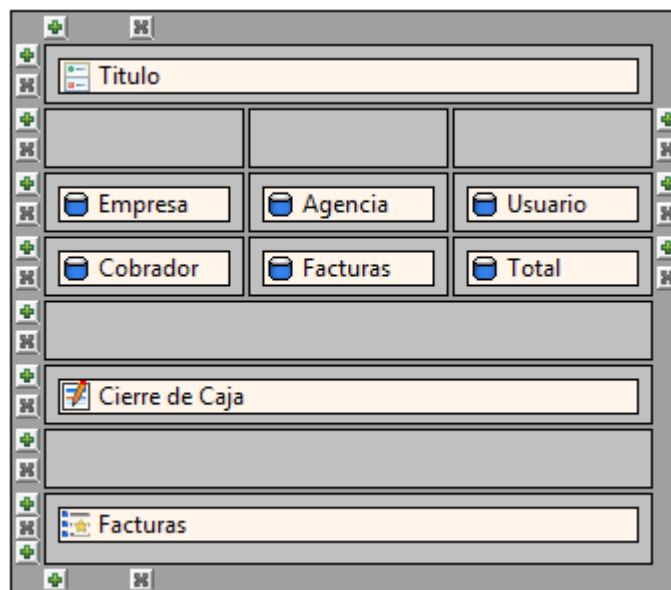 Titulo
Empresa Agencia Usuario
Cobrador Facturas Total
Cierre de Caja
Facturas